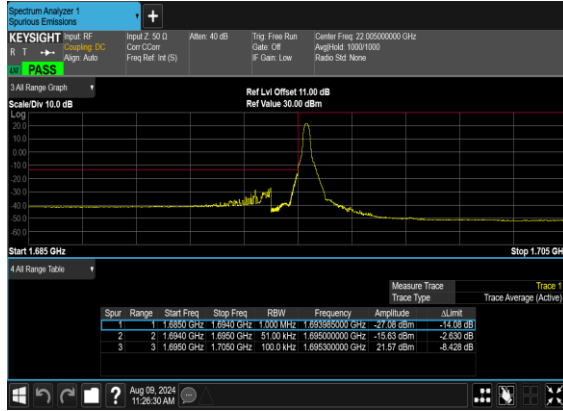 Spectrum Analyzer 1
Spurious Emissions
KEYSIGHT Input: RF Input Z: 50 Ω Atten: 40 dB Trig: Free Run Center Freq: 22.005000000 GHz
R T Coupling: DC Corr CCorr Gate: Off Avg|Hold: 1000/1000
Align: Auto Freq Ref: Int (S) IF Gain: Low Radio Std: None
PASS
3 All Range Graph
Ref Lvl Offset 11.00 dB
Scale/Div 10.0 dB Ref Value 30.00 dBm
Log
20.0
10.0
0.00
-10.0
-20.0
-30.0
-40.0
-50.0
-60.0
Start 1.685 GHz Stop 1.705 GH
4 All Range Table
Measure Trace Trace 1
Trace Type Trace Average (Active)
Spur Range Start Freq Stop Freq RBW Frequency Amplitude ΔLimit
1 1 1.6850 GHz 1.6940 GHz 1.000 MHz 1.693985000 GHz -27.08 dBm -14.08 dB
2 2 1.6940 GHz 1.6950 GHz 51.00 kHz 1.695000000 GHz -15.63 dBm -2.630 dB
3 3 1.6950 GHz 1.7050 GHz 100.0 kHz 1.695300000 GHz 21.57 dBm -8.428 dB
Aug 09, 2024
11:26:30 AM